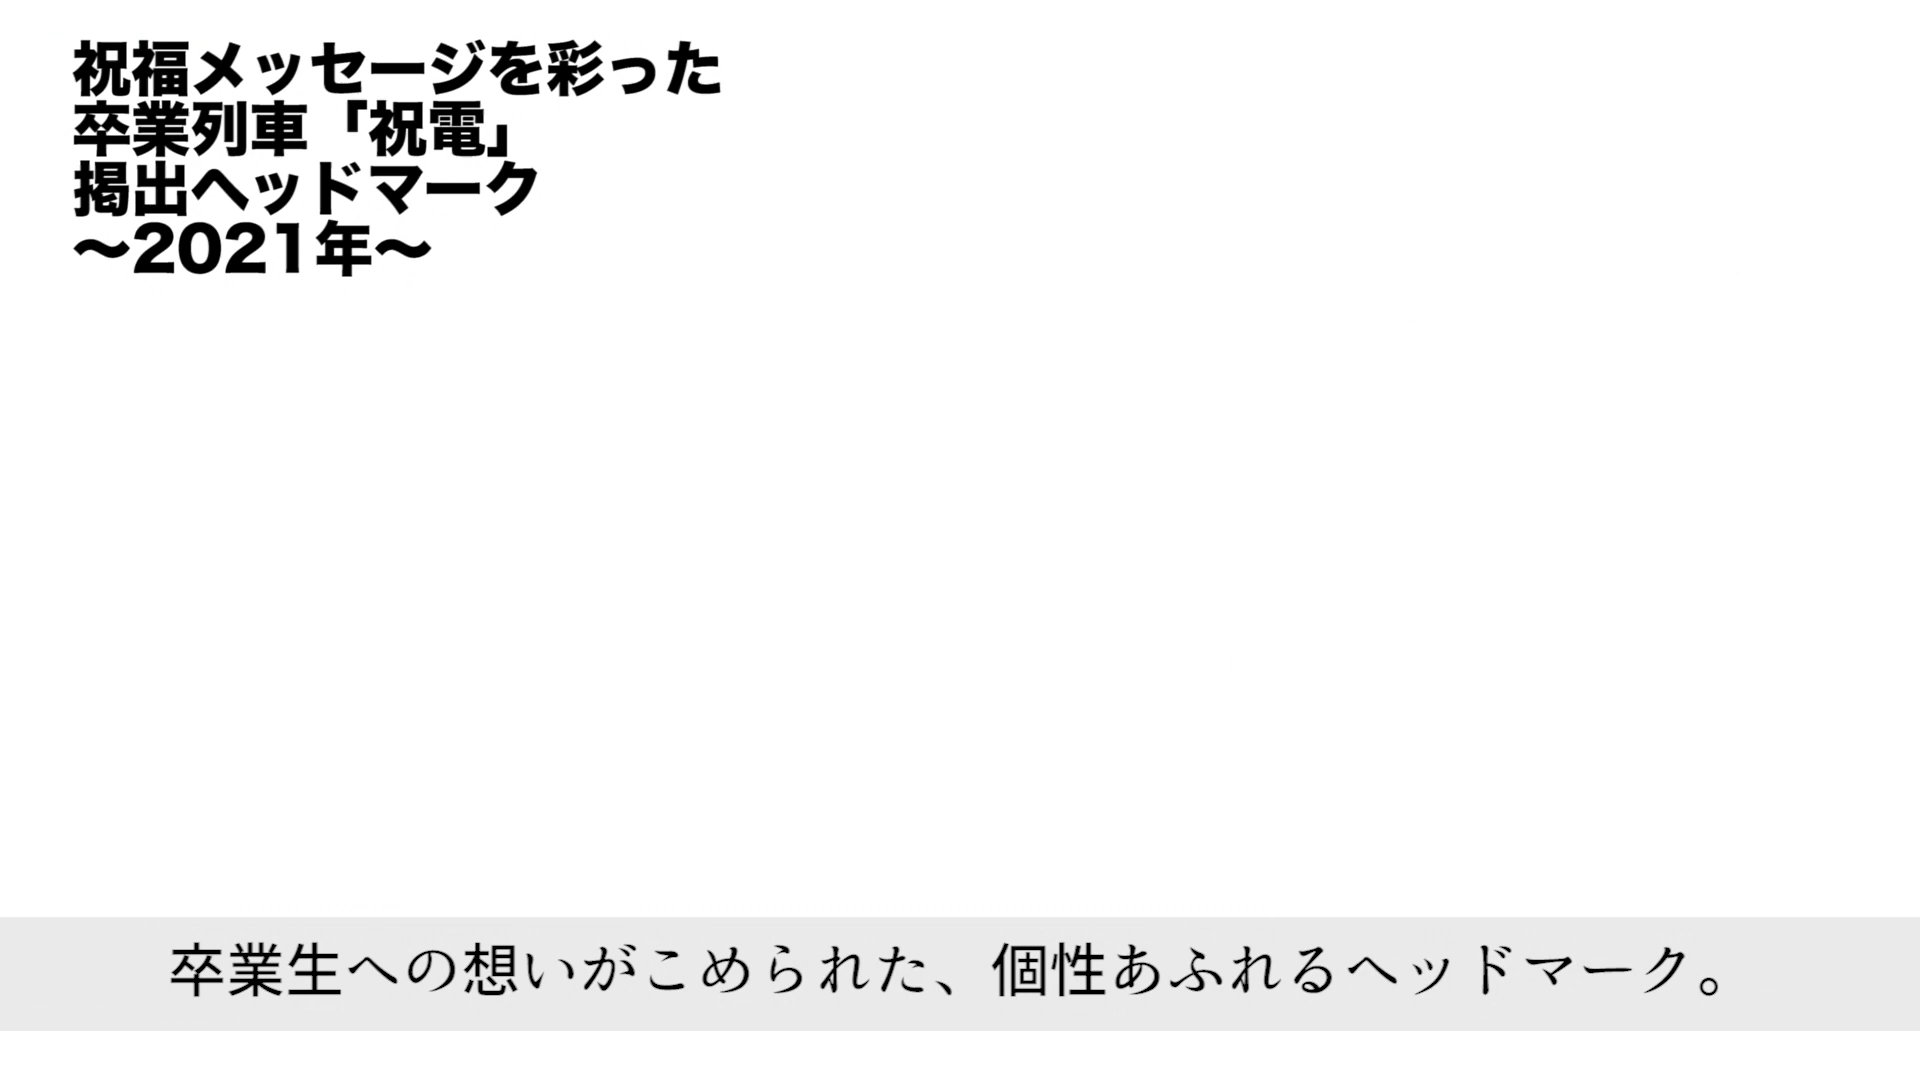 祝福メッセージを彩った
卒業列車「祝電」
掲出ヘッドマーク
〜2021年〜
卒業生への想いがこめられた、個性あふれるヘッドマーク。